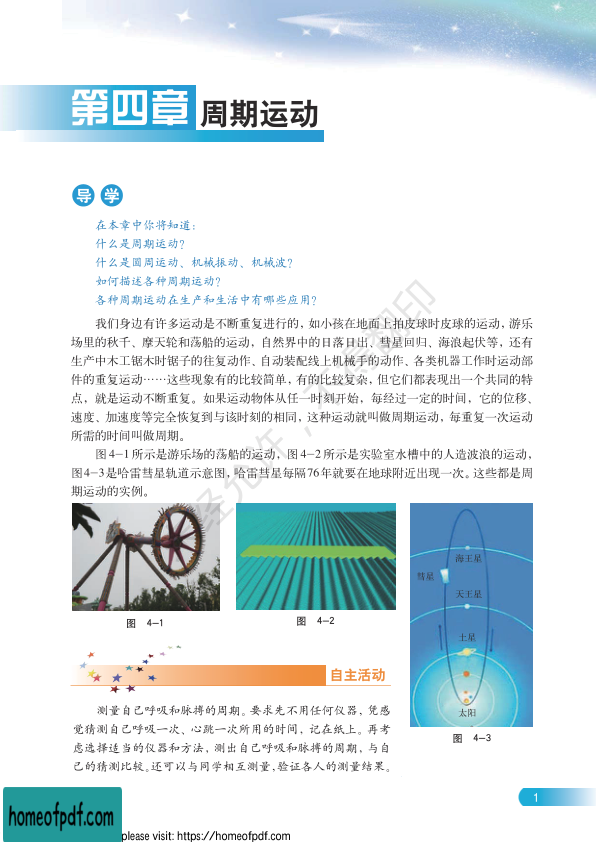 第四章 周期运动
导 学
在本章中你将知道：
什么是周期运动？
什么是圆周运动、机械振动、机械波？
如何描述各种周期运动？
各种周期运动在生产和生活中有哪些应用？
我们身边有许多运动是不断重复进行的，如小孩在地面上拍皮球时皮球的运动，游乐
场里的秋千、摩天轮和荡船的运动，自然界中的日落日出、彗星回归、海浪起伏等，还有
生产中木工锯木时锯子的往复动作、自动装配线上机械手的动作、各类机器工作时运动部
件的重复运动……这些现象有的比较简单，有的比较复杂，但它们都表现出一个共同的特
点，就是运动不断重复。如果运动物体从任一时刻开始，每经过一定的时间，它的位移、
速度、加速度等完全恢复到与该时刻的相同，这种运动就叫做周期运动，每重复一次运动
所需的时间叫做周期。
图4－1所示是游乐场的荡船的运动，图4－2所示是实验室水槽中的人造波浪的运动，
图4－3是哈雷彗星轨道示意图，哈雷彗星每隔76年就要在地球附近出现一次。这些都是周
期运动的实例。
经允许，不得翻印
海王星
彗星
天王星
土星
太阳
图 4－1
图 4－2
图 4－3
自主活动
测量自己呼吸和脉搏的周期。要求先不用任何仪器，凭感
觉猜测自己呼吸一次、心跳一次所用的时间，记在纸上。再考
虑选择适当的仪器和方法，测出自己呼吸和脉搏的周期，与自
己的猜测比较。还可以与同学相互测量，验证各人的测量结果。
1
homeofpdf.com
please visit: https://homeofpdf.com